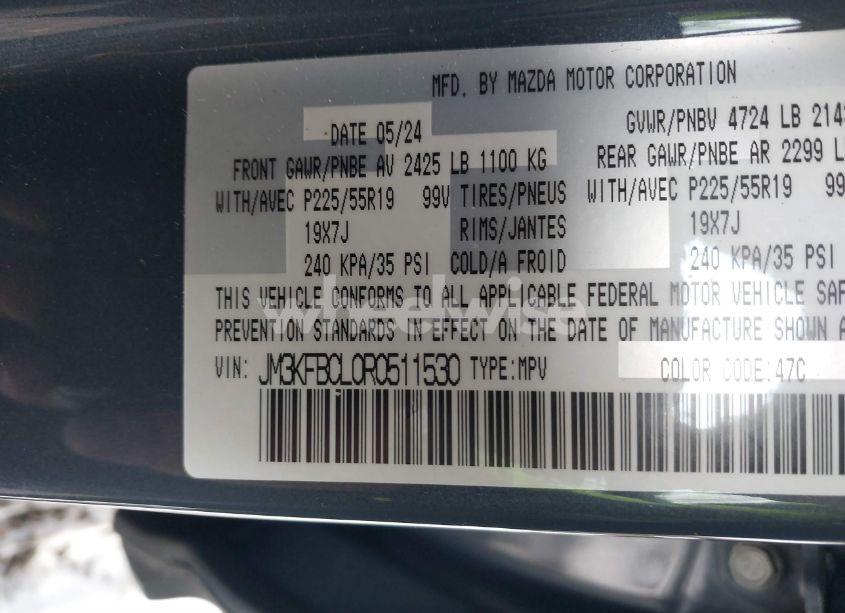 MFD. BY MAZDA MOTOR CORPORATION
DATE 05/24
GVWR/PNBV 4724 LB 214
FRONT GAWR/PNBE AV 2425 LB 1100 KG
REAR GAWR/PNBE AR 2299 L
WITH/AVEC P225/55R19 99V TIRES/PNEUS
WITH/AVEC P225/55R19 99
19X7J RIMS/JANTES
19X7J
240 KPA/35 PSI COLD/A FROID
240 KPA/35 PSI
THIS VEHICLE CONFORMS TO ALL APPLICABLE FEDERAL MOTOR VEHICLE SAF
PREVENTION STANDARDS IN EFFECT ON THE DATE OF MANUFACTURE SHOWN A
VIN: JM3KFBCL0R0511530 TYPE:MPV COLOR CODE:47C
wheelwise